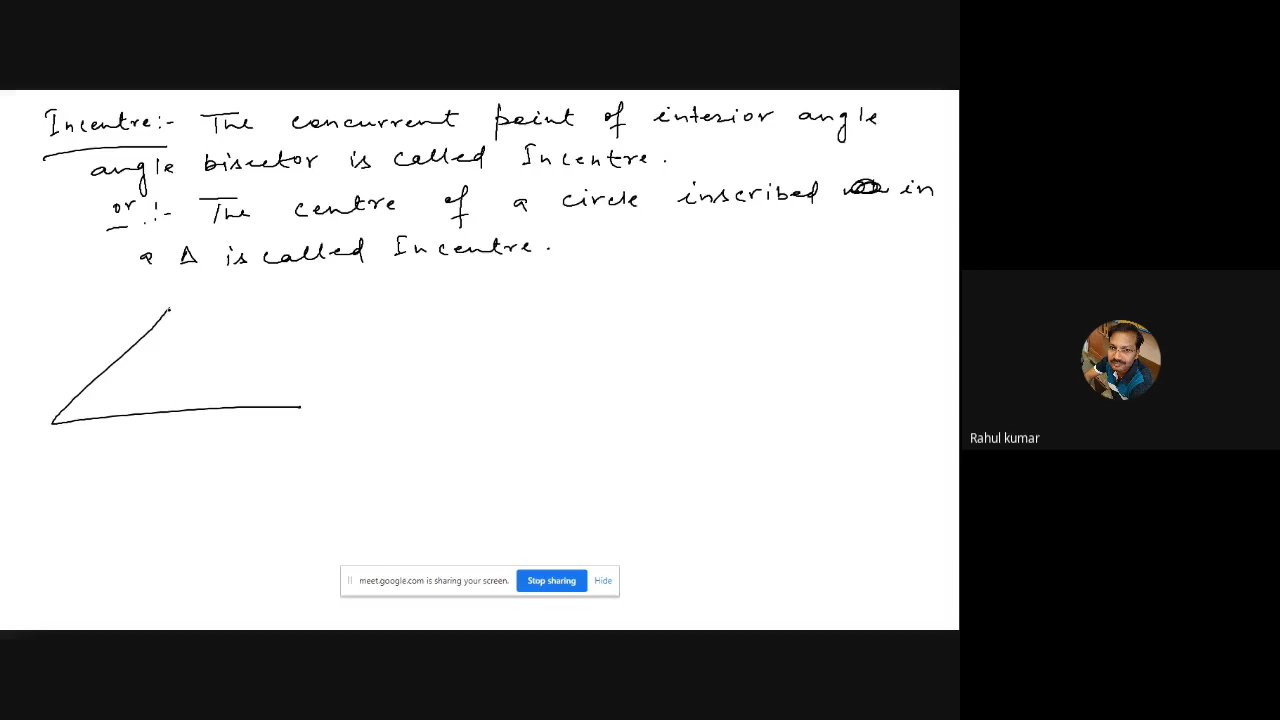 Incentre:- The concurrent point of interior angle
angle bisector is called Incentre.
or :- The centre of a circle inscribed in
a Δ is called Incentre.
Rahul kumar
meet.google.com is sharing your screen. Stop sharing Hide